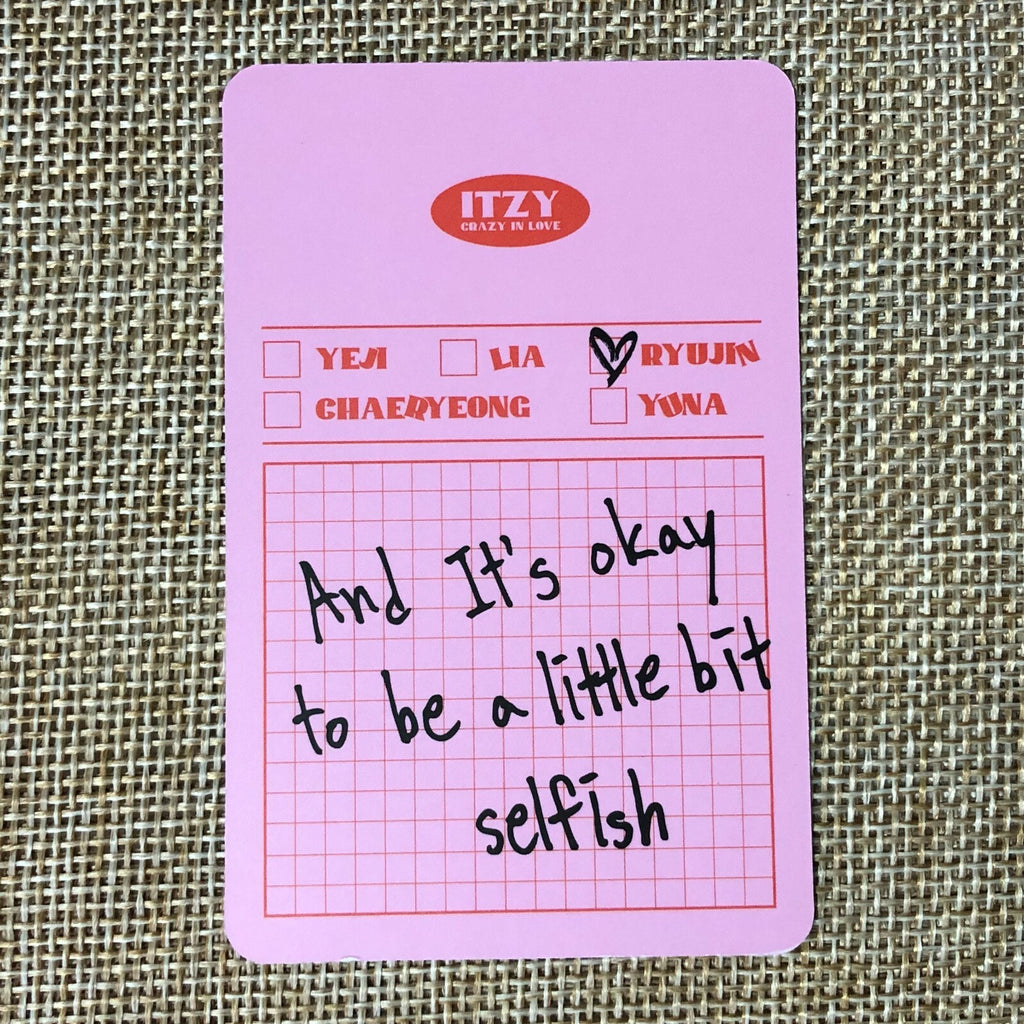 ITZY
CRAZY IN LOVE
YEJI LIA RYUJIN
CHAERYEONG YUNA
And It's okay
to be a little bit
selfish